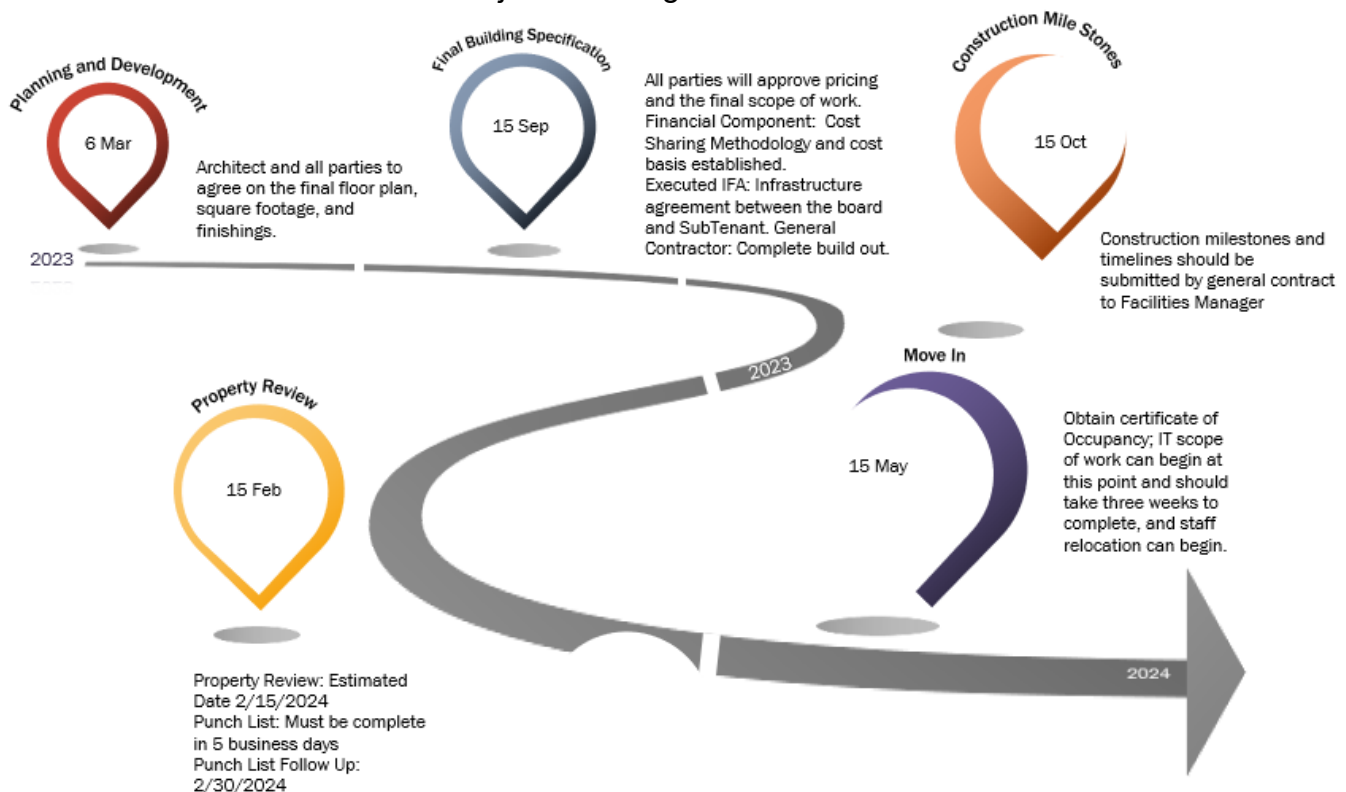 Planning and Development
6 Mar
Architect and all parties to
agree on the final floor plan,
square footage, and
finishings.
2023
Final Building Specification
15 Sep
All parties will approve pricing
and the final scope of work.
Financial Component: Cost
Sharing Methodology and cost
basis established.
Executed IFA: Infrastructure
agreement between the board
and SubTenant. General
Contractor: Complete build out.
Construction Mile Stones
15 Oct
Construction milestones and
timelines should be
submitted by general contract
to Facilities Manager
2023
Property Review
15 Feb
Property Review: Estimated
Date 2/15/2024
Punch List: Must be complete
in 5 business days
Punch List Follow Up:
2/30/2024
Move In
15 May
Obtain certificate of
Occupancy; IT scope
of work can begin at
this point and should
take three weeks to
complete, and staff
relocation can begin.
2024